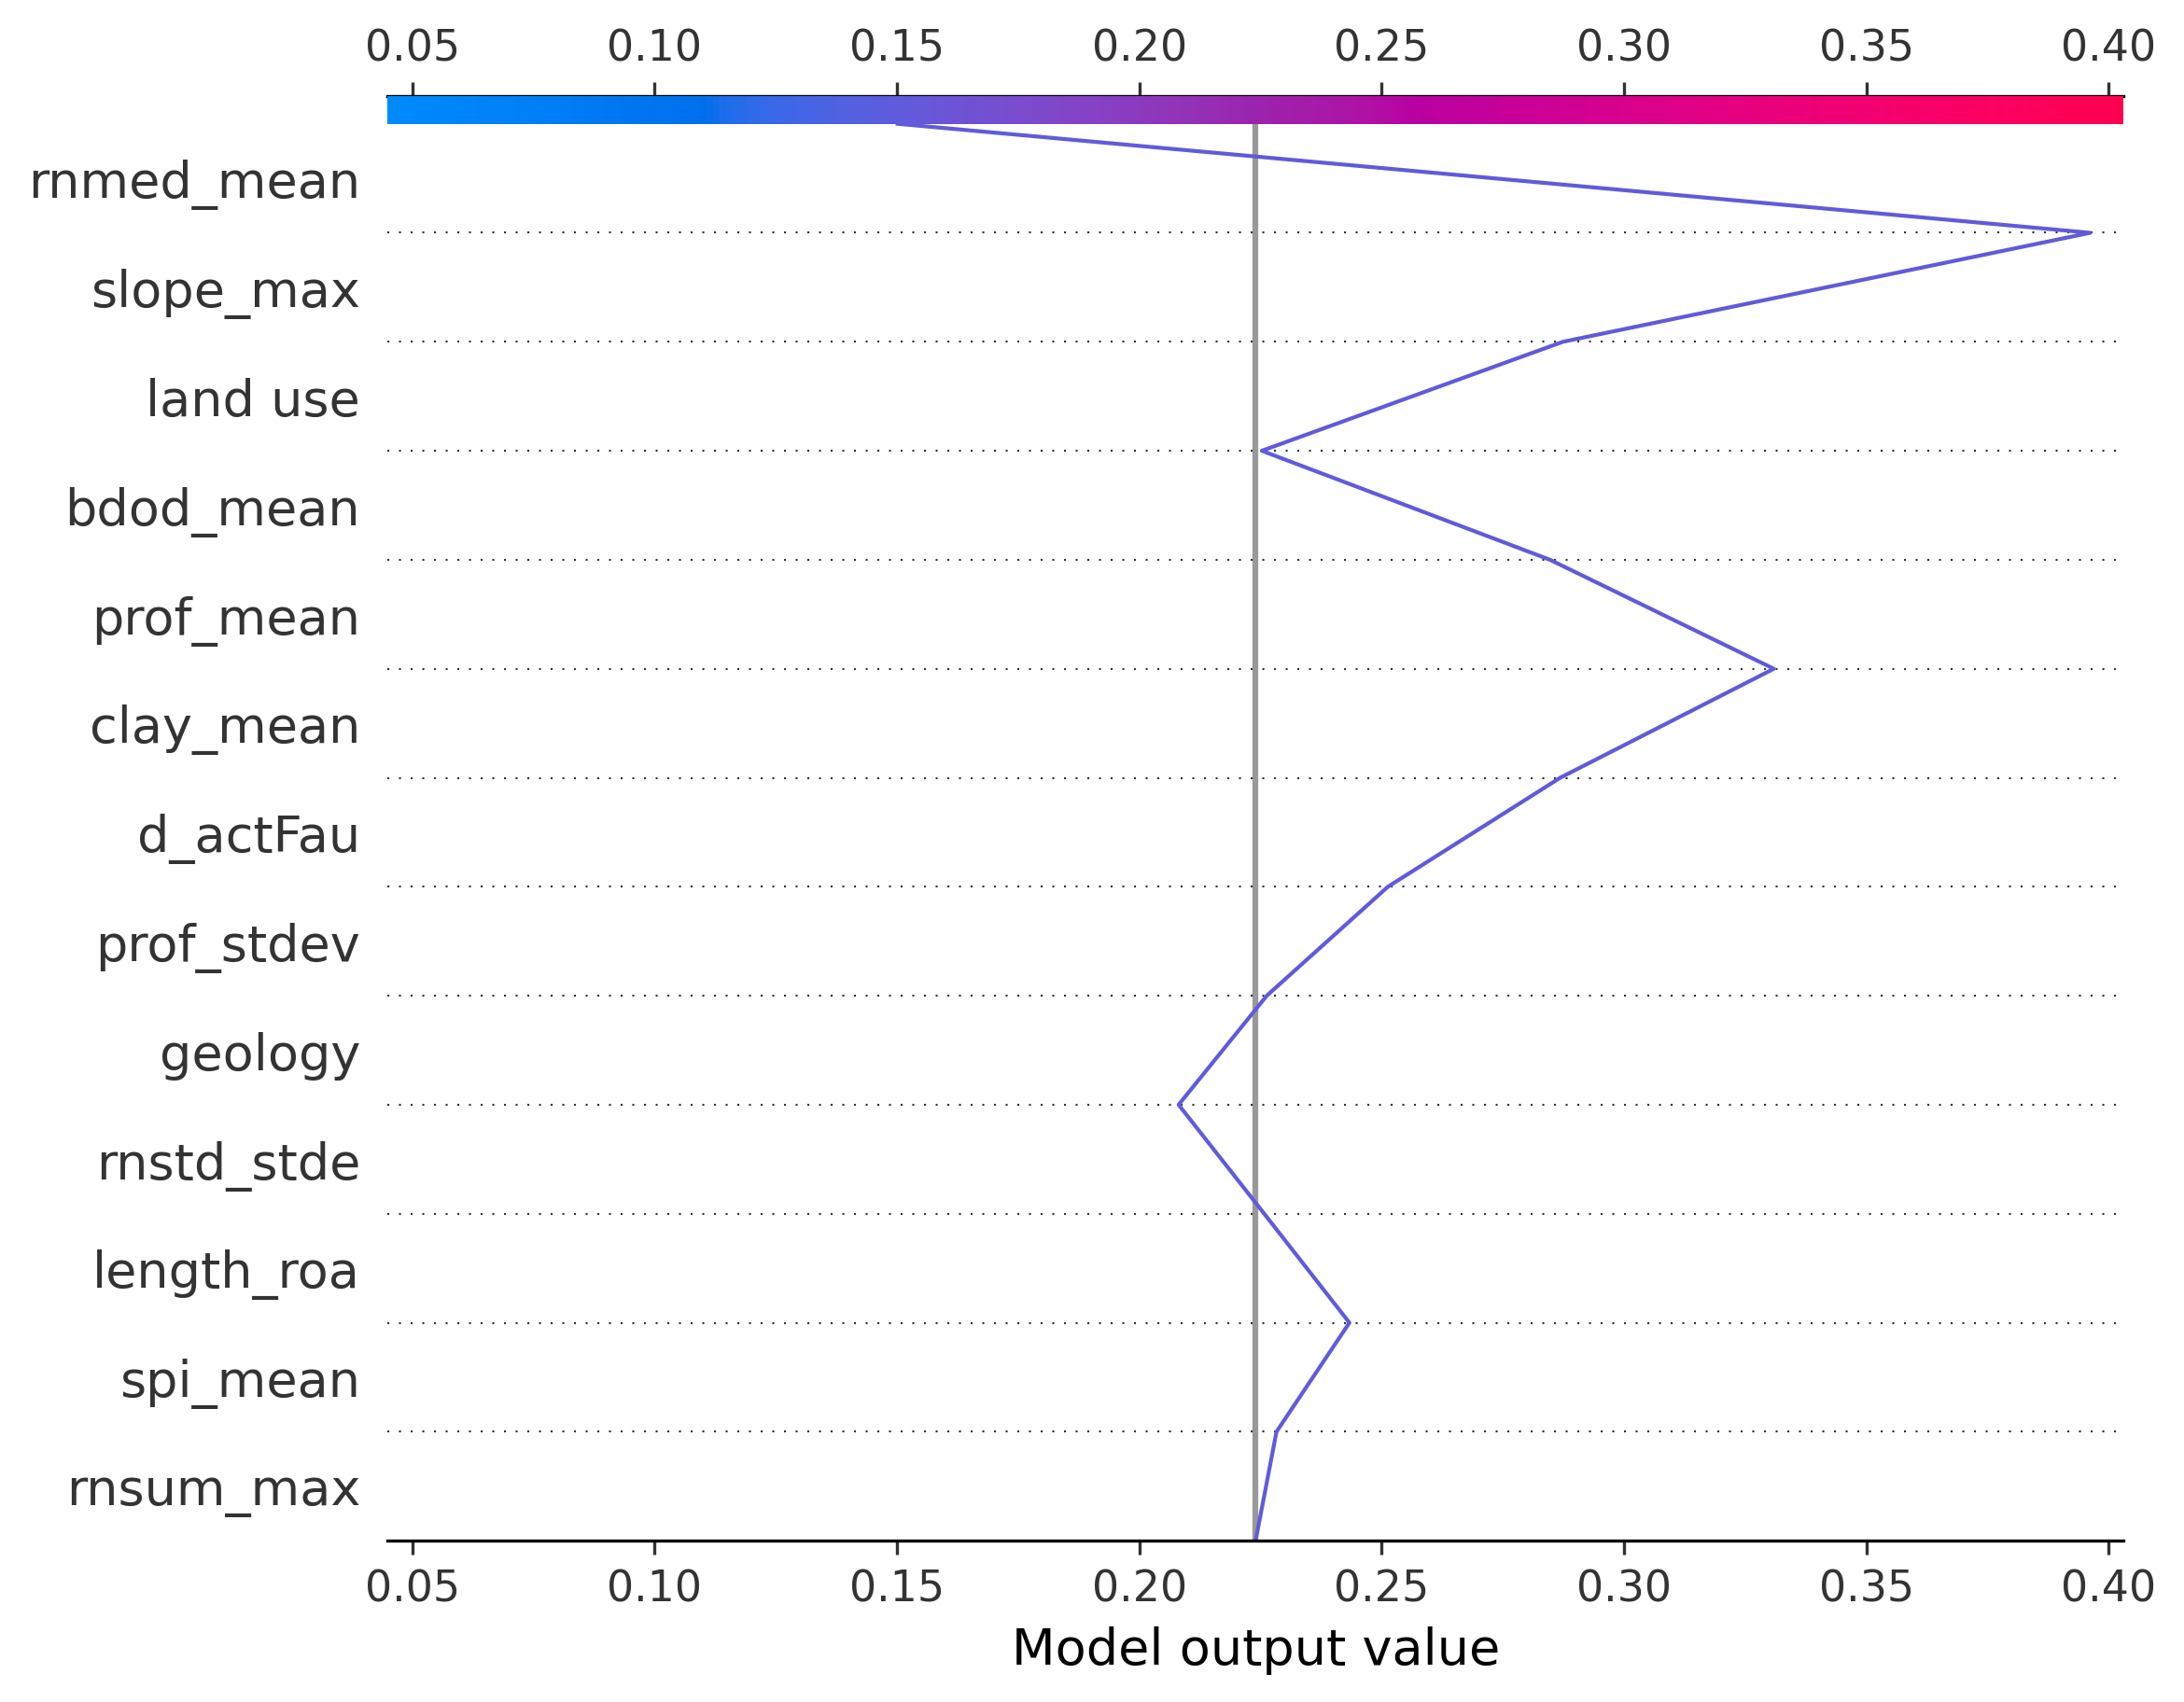 0.05 0.10 0.15 0.20 0.25 0.30 0.35 0.40
rnmed_mean
slope_max
land use
bdod_mean
prof_mean
clay_mean
d_actFau
prof_stdev
geology
rnstd_stde
length_roa
spi_mean
rnsum_max
0.05 0.10 0.15 0.20 0.25 0.30 0.35 0.40
Model output value